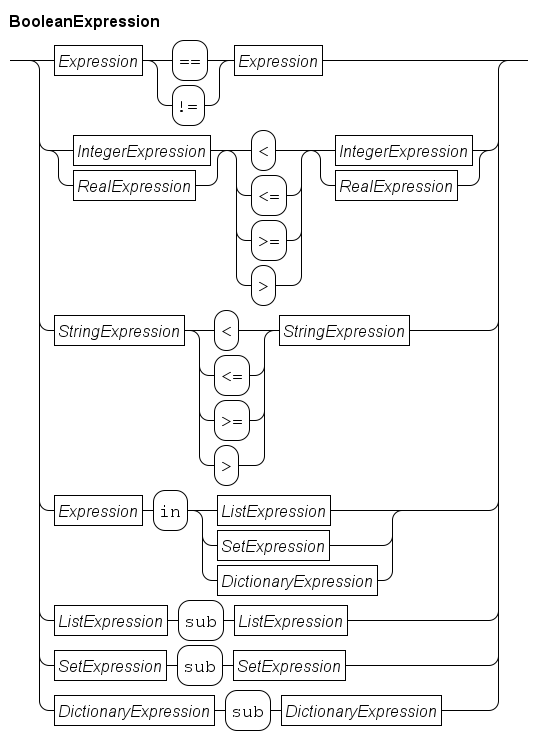 BooleanExpression
Expression == Expression
!=
IntegerExpression < IntegerExpression
RealExpression <= RealExpression
>=
>
StringExpression < StringExpression
<=
>=
>
Expression in ListExpression
SetExpression
DictionaryExpression
ListExpression sub ListExpression
SetExpression sub SetExpression
DictionaryExpression sub DictionaryExpression